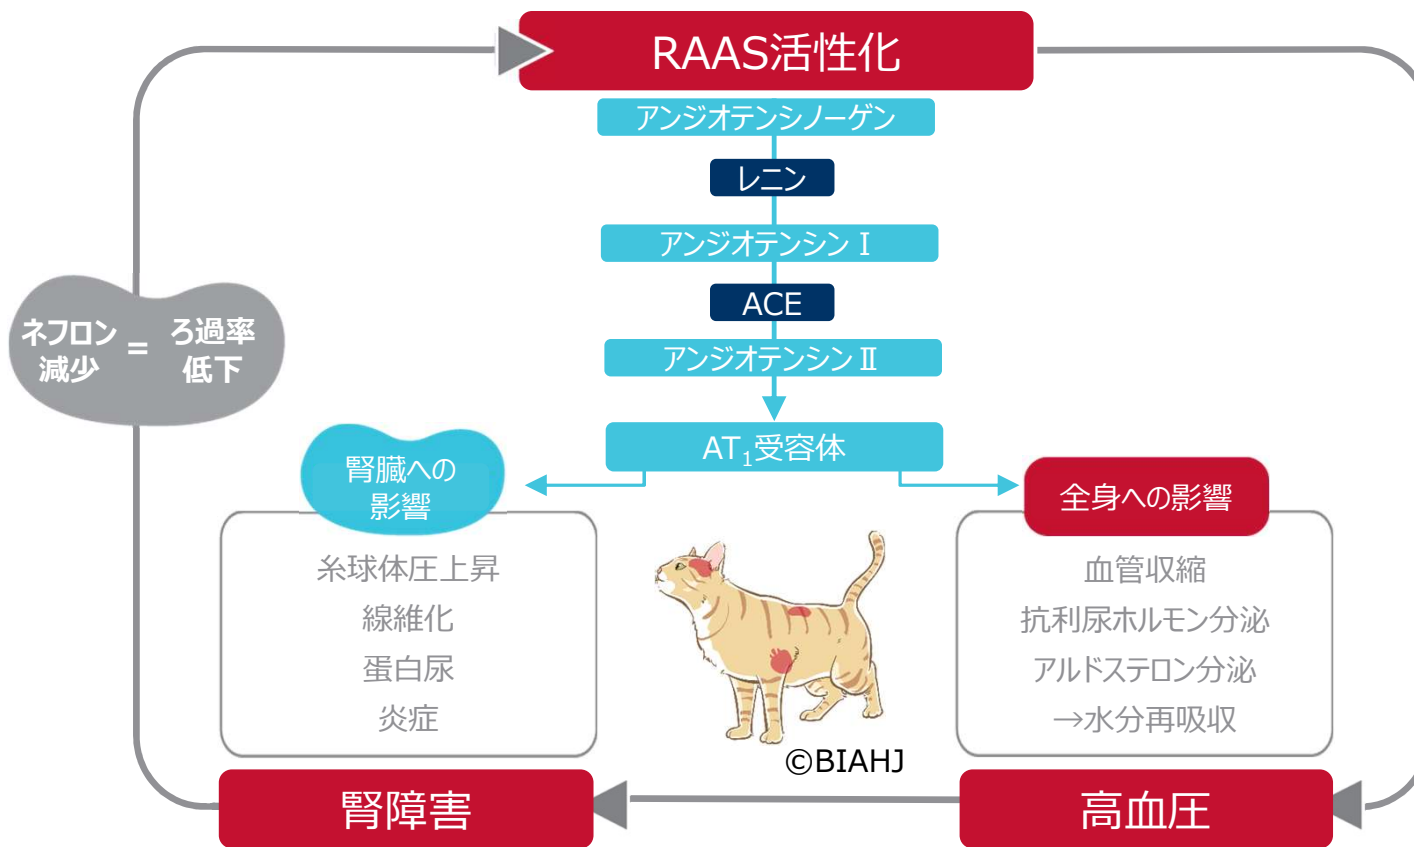 RAAS活性化
アンジオテンシノーゲン
レニン
アンジオテンシン Ⅰ
ACE
アンジオテンシン Ⅱ
AT₁受容体
ネフロン
減少
=
ろ過率
低下
腎臓への
影響
糸球体圧上昇
線維化
蛋白尿
炎症
腎障害
全身への影響
血管収縮
抗利尿ホルモン分泌
アルドステロン分泌
→水分再吸収
高血圧
©BIAHJ